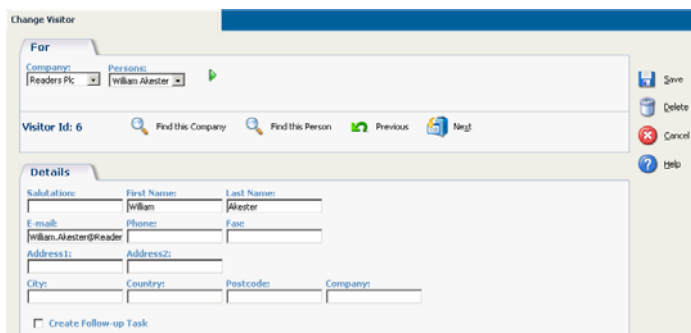 Change Visitor
For
Company: Persons:
Readers Plc William Akester
Save
Delete
Visitor Id: 6 Find this Company Find this Person Previous Next
Cancel
Help
Details
Salutation: First Name: Last Name:
William Akester
E-mail: Phone: Fax:
William.Akester@Reader
Address1: Address2:
City: Country: Postcode: Company:
Create Follow-up Task